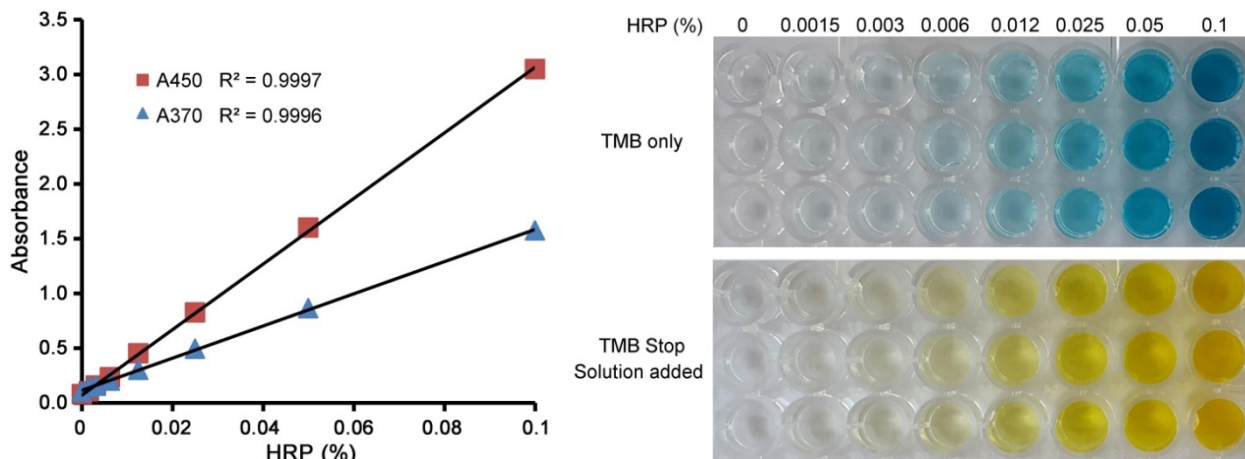 3.5
3.0
2.5
2.0
1.5
1.0
0.5
0.0
Absorbance
A450 R² = 0.9997
A370 R² = 0.9996
0 0.02 0.04 0.06 0.08 0.1
HRP (%)
HRP (%) 0 0.0015 0.003 0.006 0.012 0.025 0.05 0.1
TMB only
TMB Stop
Solution added